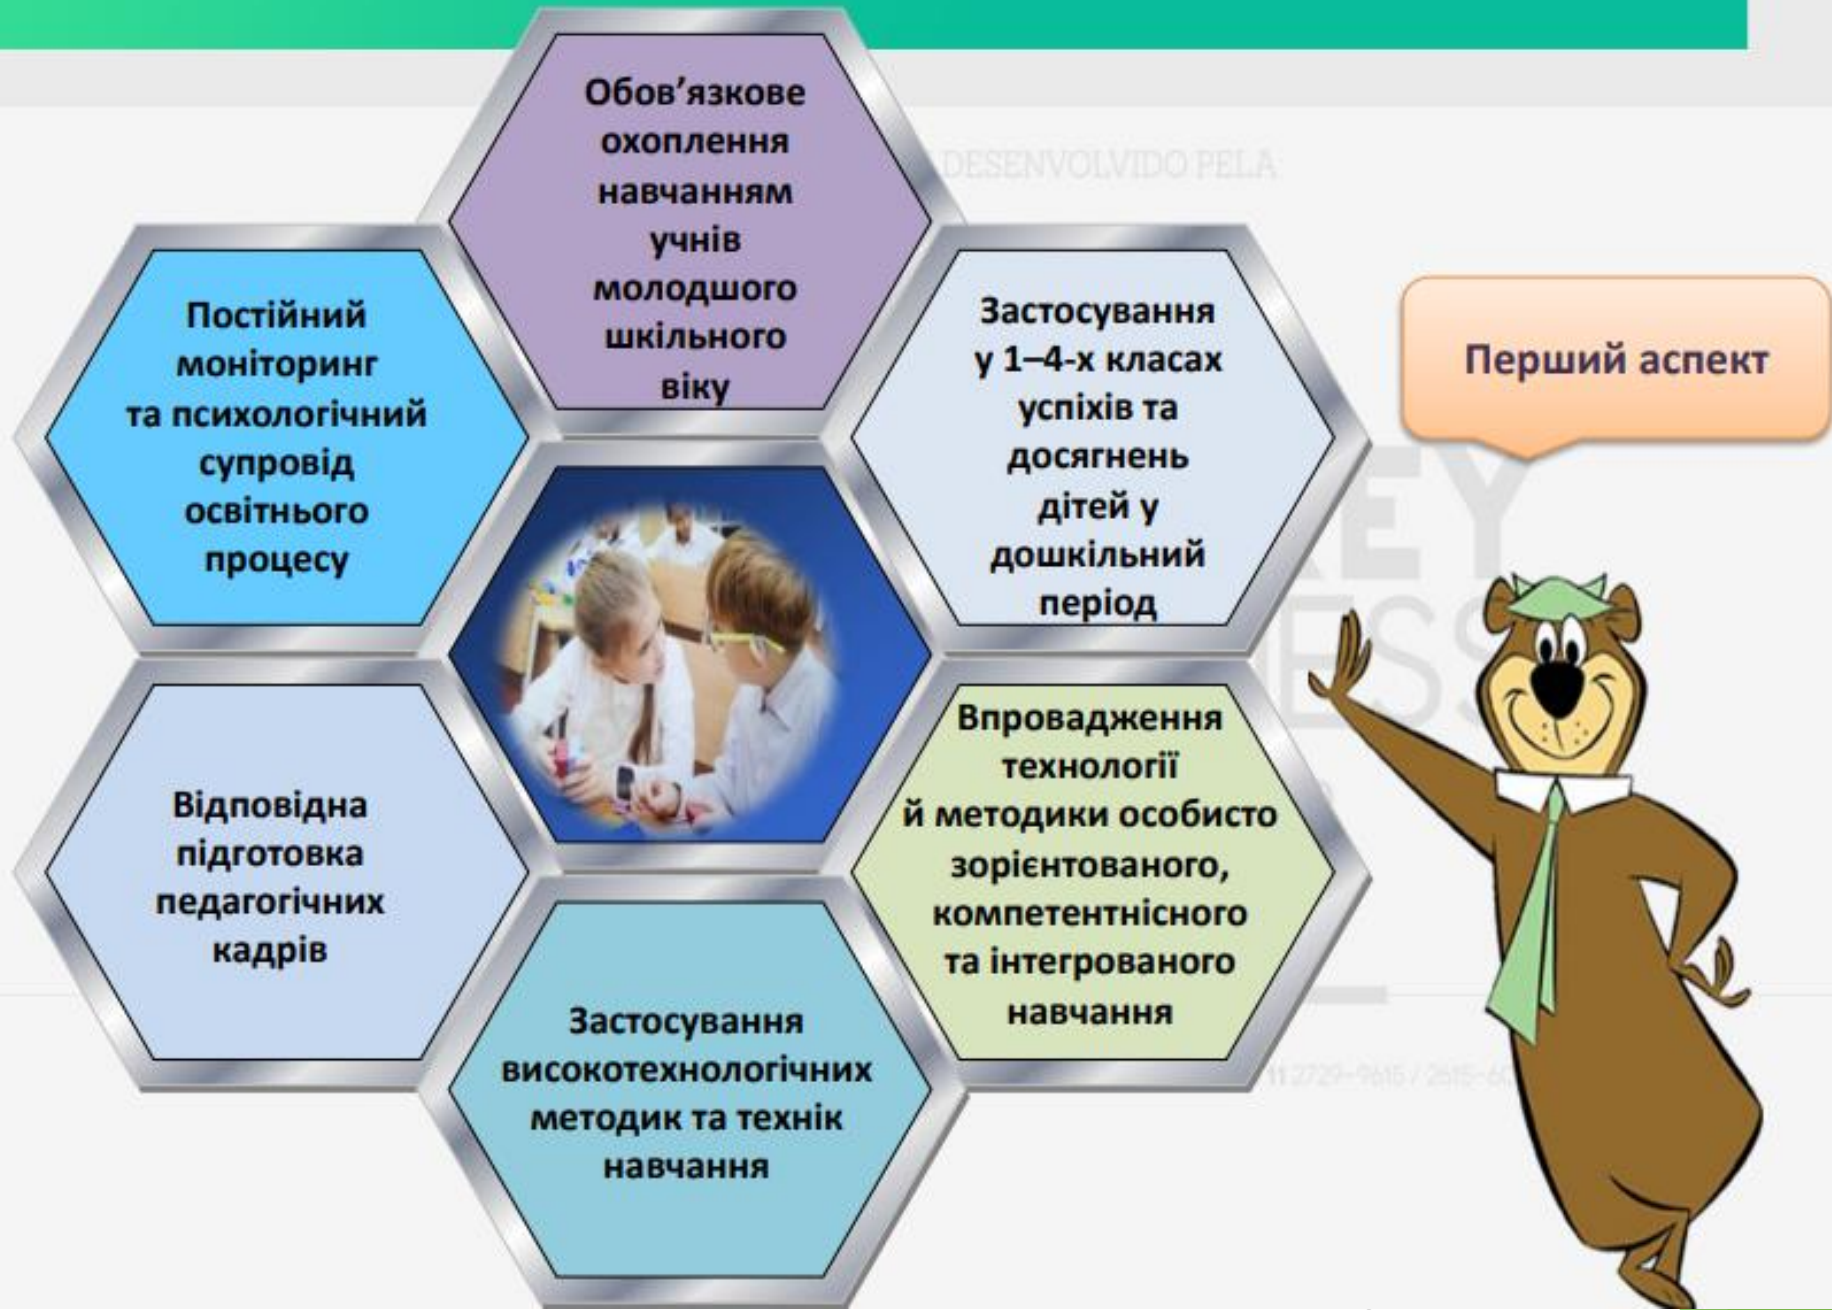 Обов’язкове
охоплення
навчанням
учнів
молодшого
шкільного
віку
DESENVOLVIDO PELA
Постійний
моніторинг
та психологічний
супровід
освітнього
процесу
Застосування
у 1–4-х класах
успіхів та
досягнень
дітей у
дошкільний
період
Перший аспект
Впровадження
технології
й методики особисто
зорієнтованого,
компетентнісного
та інтегрованого
навчання
Відповідна
підготовка
педагогічних
кадрів
Застосування
високотехнологічних
методик та технік
навчання